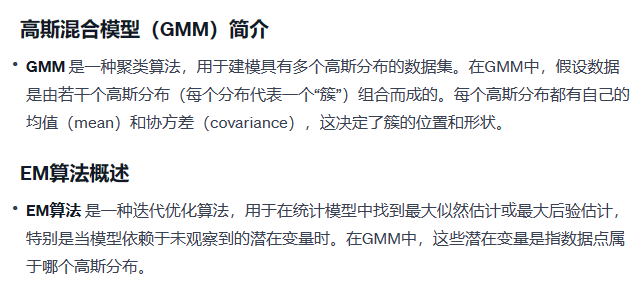 高斯混合模型（GMM）简介
• GMM 是一种聚类算法，用于建模具有多个高斯分布的数据集。在GMM中，假设数据
是由若干个高斯分布（每个分布代表一个“簇”）组合而成的。每个高斯分布都有自己的
均值（mean）和协方差（covariance），这决定了簇的位置和形状。
EM算法概述
• EM算法 是一种迭代优化算法，用于在统计模型中找到最大似然估计或最大后验估计，
特别是当模型依赖于未观察到的潜在变量时。在GMM中，这些潜在变量是指数据点属
于哪个高斯分布。